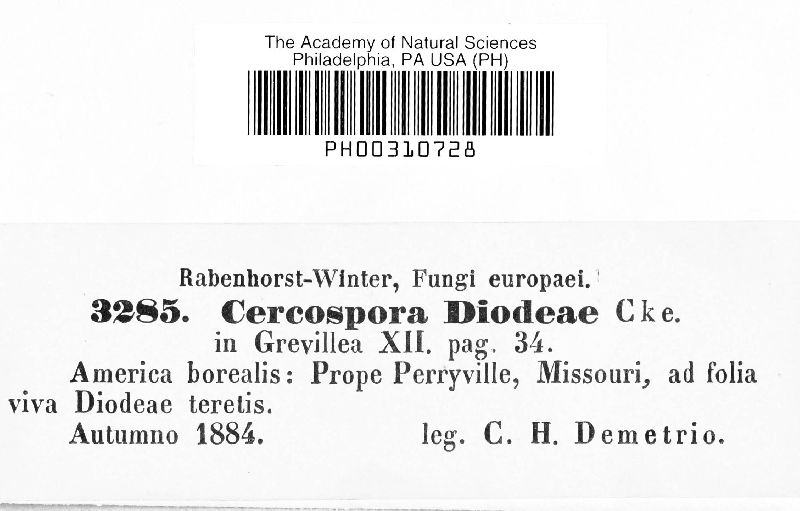 The Academy of Natural Sciences
Philadelphia, PA USA (PH)
PH00310728
Rabenhorst-Winter, Fungi europaei.
3285. Cercospora Diodeae Cke.
in Grevillea XII. pag. 34.
America borealis: Prope Perryville, Missouri, ad folia
viva Diodeae teretis.
Autumno 1884. leg. C. H. Demetrio.